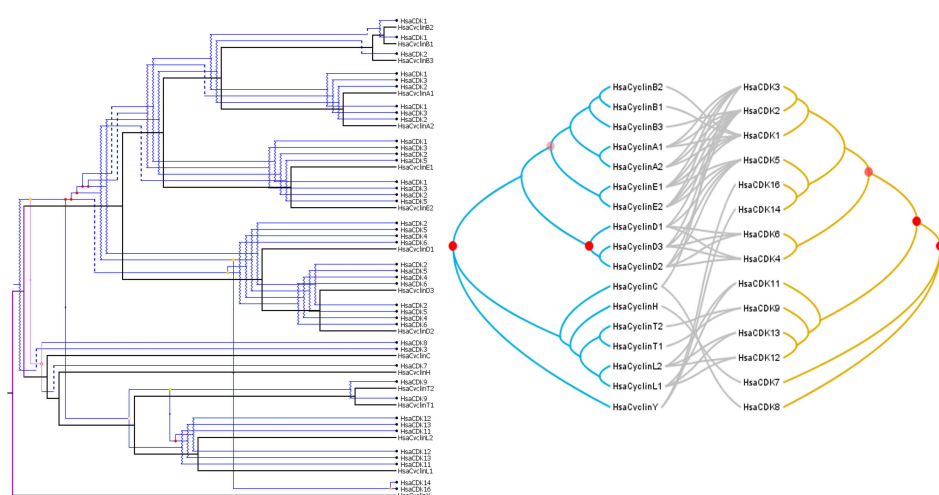 HsaCDk1
HsaCyclinB2
HsaCDk1
HsaCyclinB1
HsaCDk2
HsaCyclinB3
HsaCDk1
HsaCDk3
HsaCDk2
HsaCyclinA1
HsaCDk1
HsaCDk3
HsaCDk2
HsaCyclinA2
HsaCDk1
HsaCDk3
HsaCDk2
HsaCDk5
HsaCyclinE1
HsaCDk1
HsaCDk3
HsaCDk2
HsaCDk5
HsaCyclinE2
HsaCDk2
HsaCDk5
HsaCDk4
HsaCDk6
HsaCyclinD1
HsaCDk2
HsaCDk5
HsaCDk4
HsaCDk6
HsaCyclinD3
HsaCDk2
HsaCDk5
HsaCDk4
HsaCDk6
HsaCyclinD2
HsaCDk8
HsaCDk3
HsaCyclinC
HsaCDk7
HsaCyclinH
HsaCDk9
HsaCyclinT2
HsaCDk9
HsaCyclinT1
HsaCDk12
HsaCDk13
HsaCDk11
HsaCyclinL2
HsaCDk12
HsaCDk13
HsaCDk11
HsaCyclinL1
HsaCDk14
HsaCDk16
HsaCyclinB2
HsaCyclinB1
HsaCyclinB3
HsaCyclinA1
HsaCyclinA2
HsaCyclinE1
HsaCyclinE2
HsaCyclinD1
HsaCyclinD3
HsaCyclinD2
HsaCyclinC
HsaCyclinH
HsaCyclinT2
HsaCyclinT1
HsaCyclinL2
HsaCyclinL1
HsaCyclinY
HsaCDK3
HsaCDK2
HsaCDK1
HsaCDK5
HsaCDK16
HsaCDK14
HsaCDK6
HsaCDK4
HsaCDK11
HsaCDK9
HsaCDK13
HsaCDK12
HsaCDK7
HsaCDK8